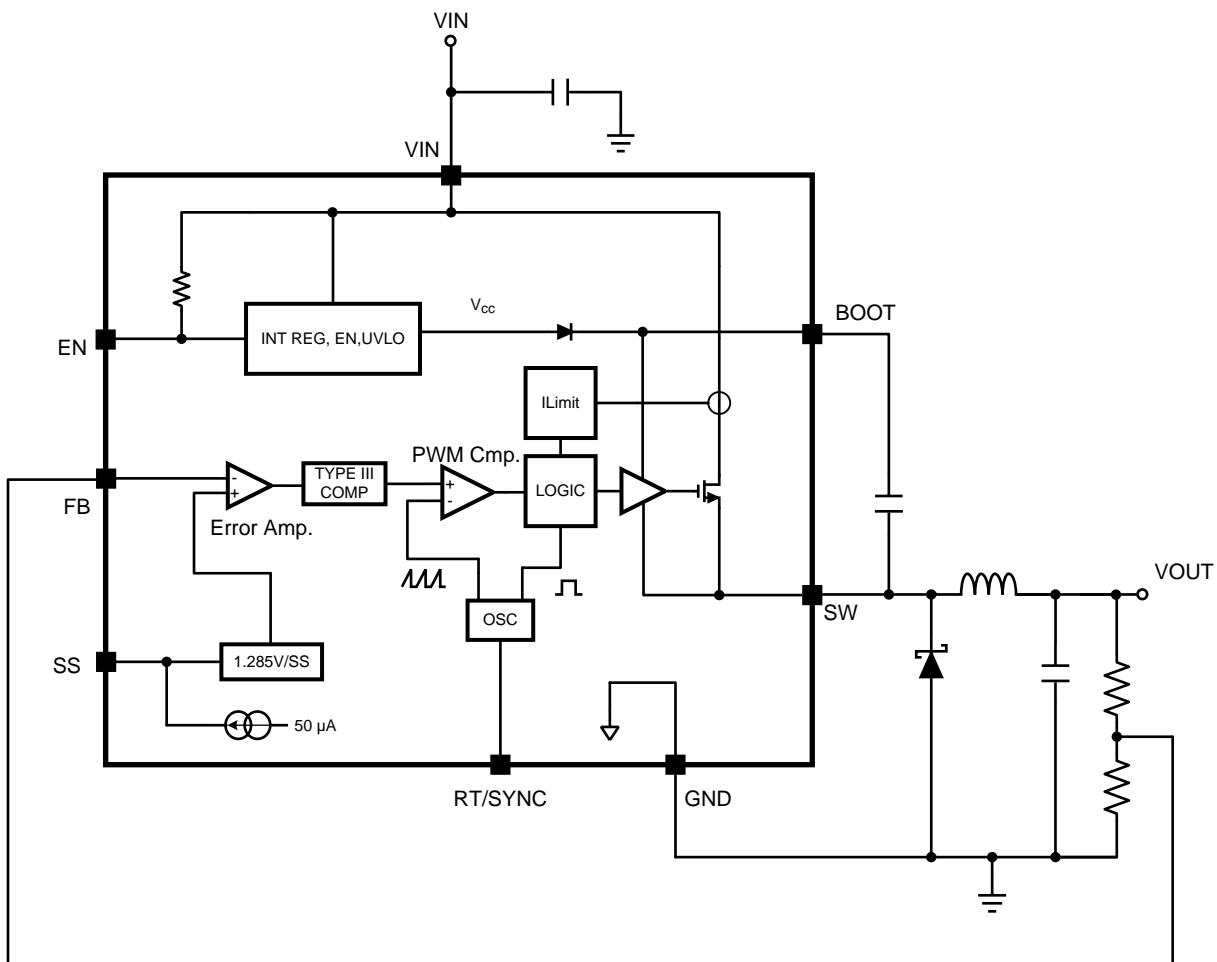 VIN
VIN
V_cc
BOOT
EN
INT REG, EN,UVLO
ILimit
PWM Cmp.
TYPE III
COMP
LOGIC
-
+
+
-
FB
Error Amp.
VOUT
OSC
SW
SS
1.285V/SS
50 µA
RT/SYNC
GND